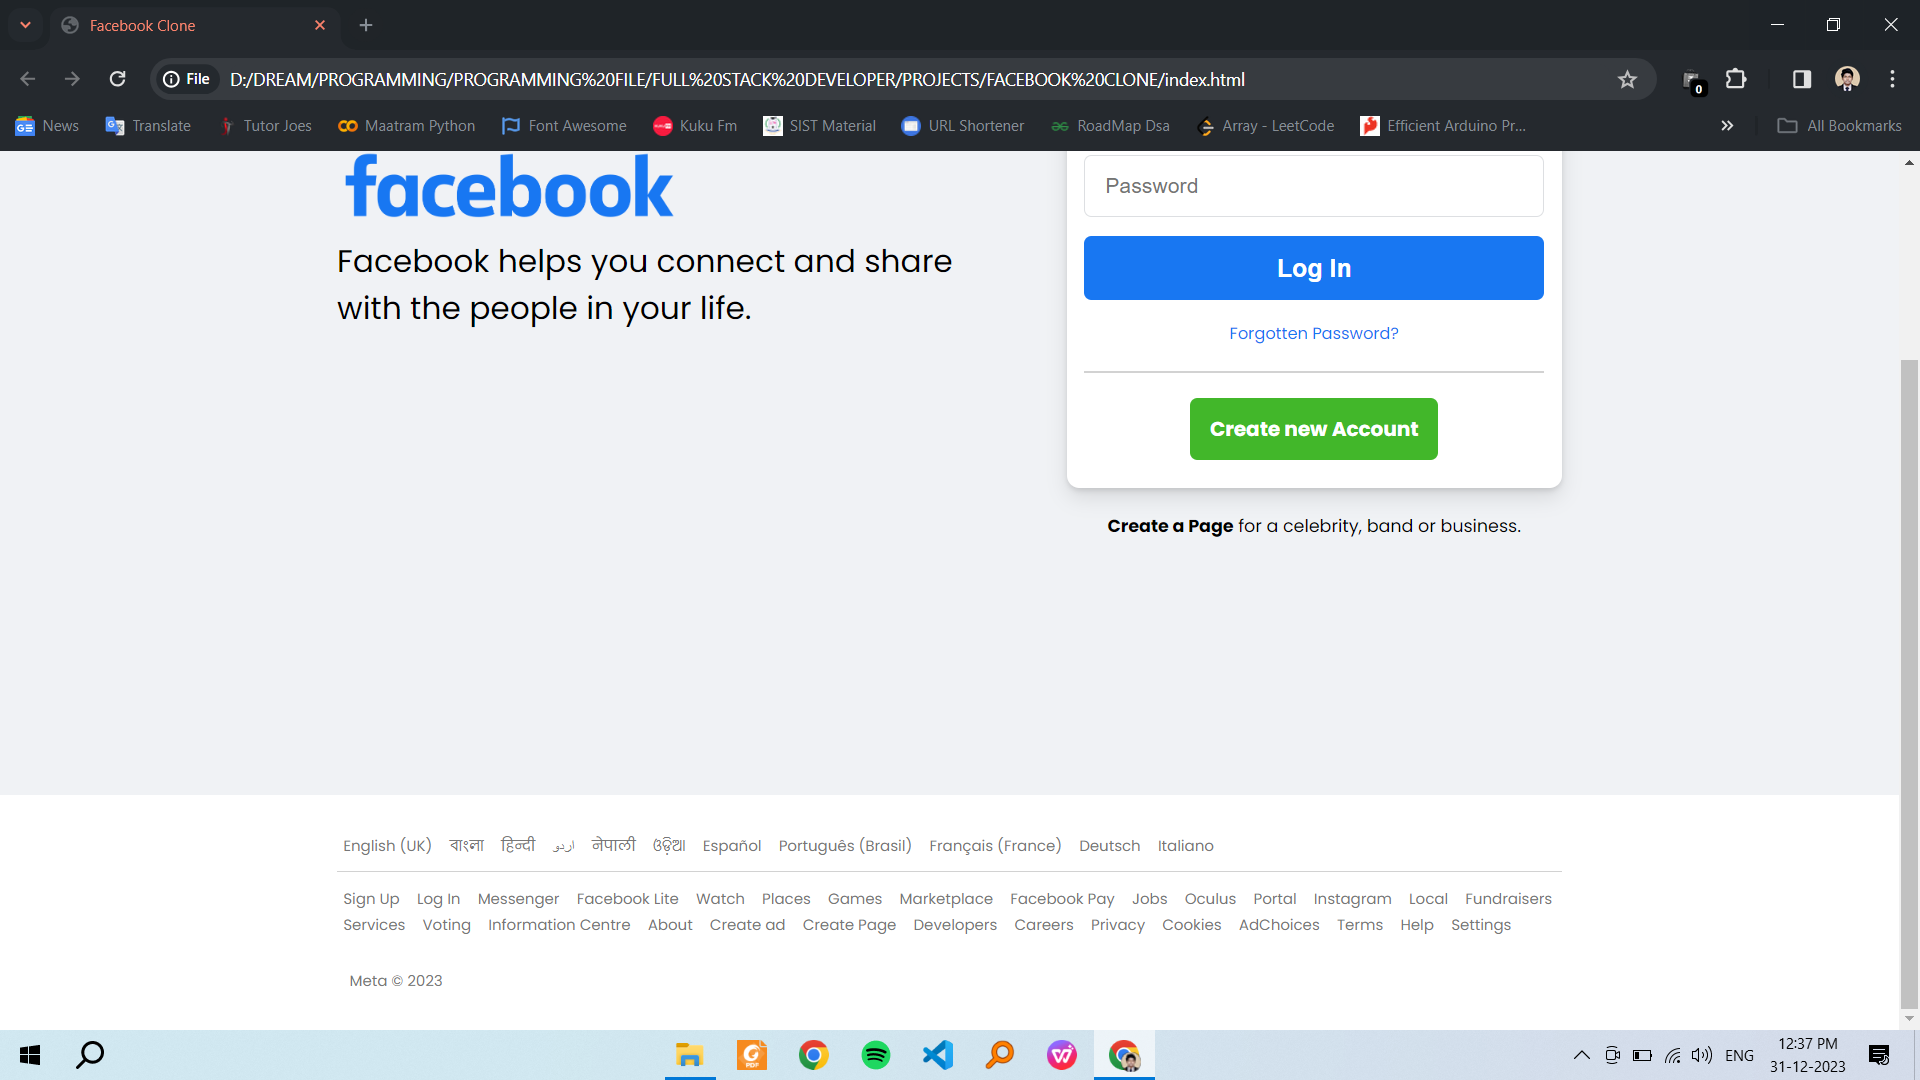 Facebook Clone
File D:/DREAM/PROGRAMMING/PROGRAMMING%20FILE/FULL%20STACK%20DEVELOPER/PROJECTS/FACEBOOK%20CLONE/index.html
0
News Translate Tutor Joes Maatram Python Font Awesome Kuku Fm SIST Material URL Shortener RoadMap Dsa Array - LeetCode Efficient Arduino Pr... All Bookmarks
facebook
Facebook helps you connect and share
with the people in your life.
Password
Log In
Forgotten Password?
Create new Account
Create a Page for a celebrity, band or business.
English (UK) বাংলা हिन्दी اردو नेपाली ଓଡ଼ିଆ Español Português (Brasil) Français (France) Deutsch Italiano
Sign Up Log In Messenger Facebook Lite Watch Places Games Marketplace Facebook Pay Jobs Oculus Portal Instagram Local Fundraisers
Services Voting Information Centre About Create ad Create Page Developers Careers Privacy Cookies AdChoices Terms Help Settings
Meta © 2023
PDF
ENG
12:37 PM
31-12-2023